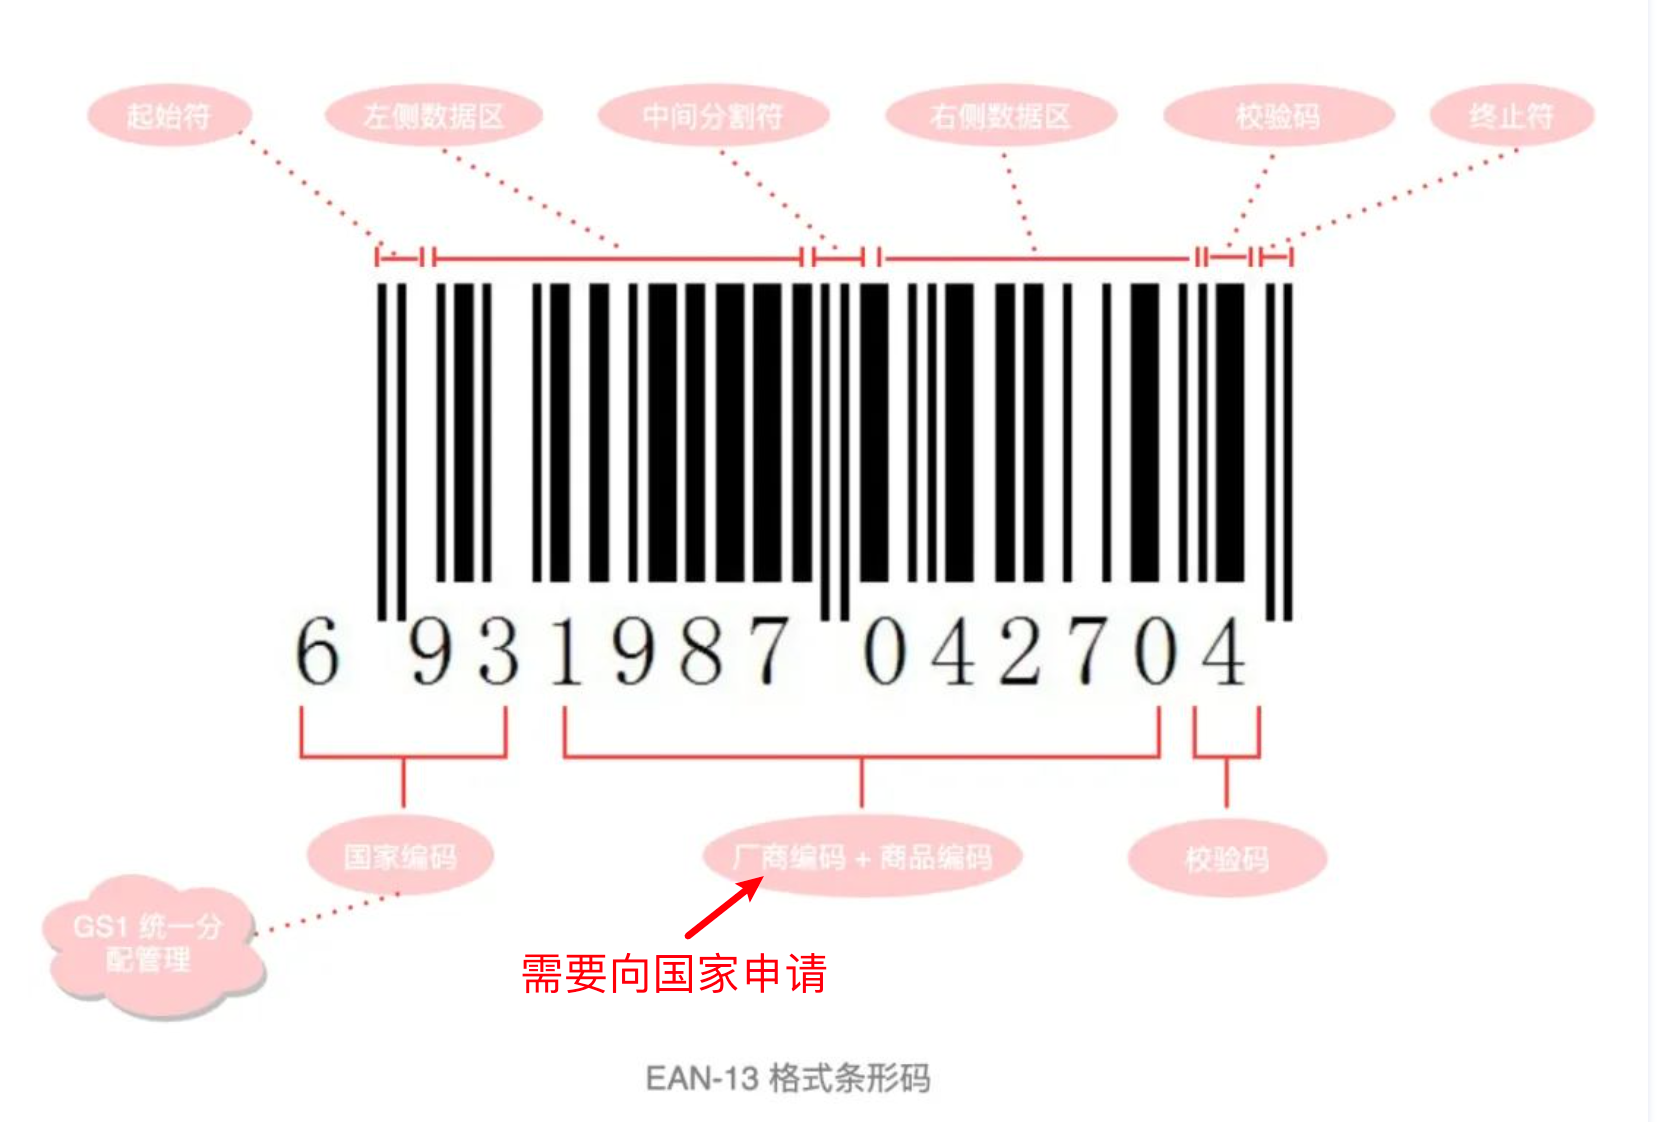 起始符
左侧数据区
中间分割符
右侧数据区
校验码
终止符
6 931987 042704
国家编码
厂商编码 + 商品编码
校验码
GS1 统一分
配管理
需要向国家申请
EAN-13 格式条形码